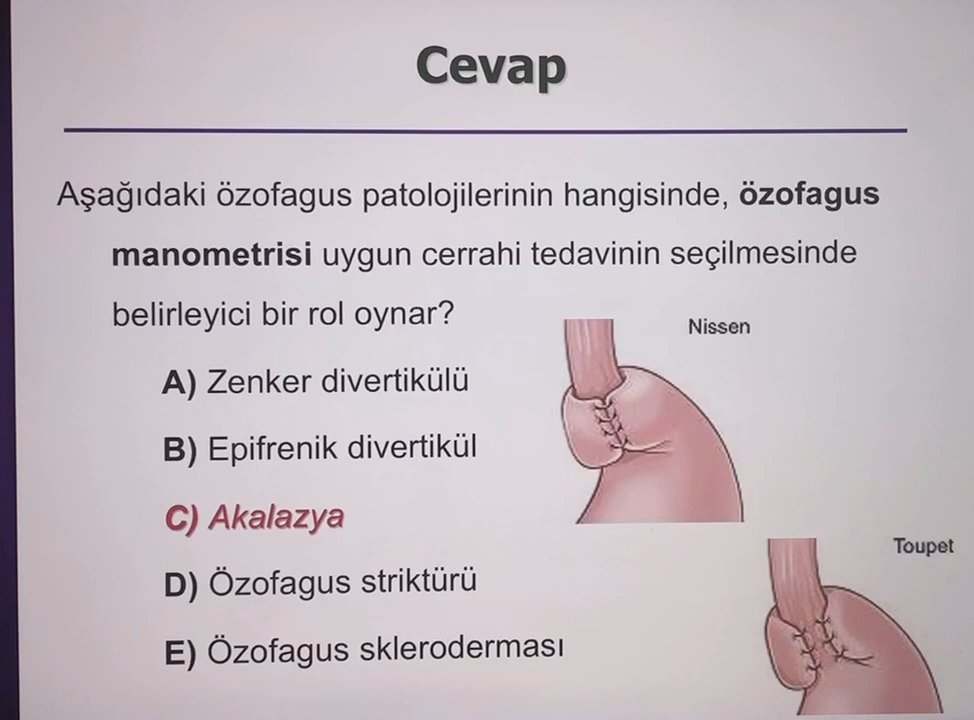 Cevap
Aşağıdaki özofagus patolojilerinin hangisinde, özofagus
manometrisi uygun cerrahi tedavinin seçilmesinde
belirleyici bir rol oynar?
A) Zenker divertikülü
B) Epifrenik divertikül
C) Akalazya
D) Özofagus striktürü
E) Özofagus skleroderması
Nissen
Toupet